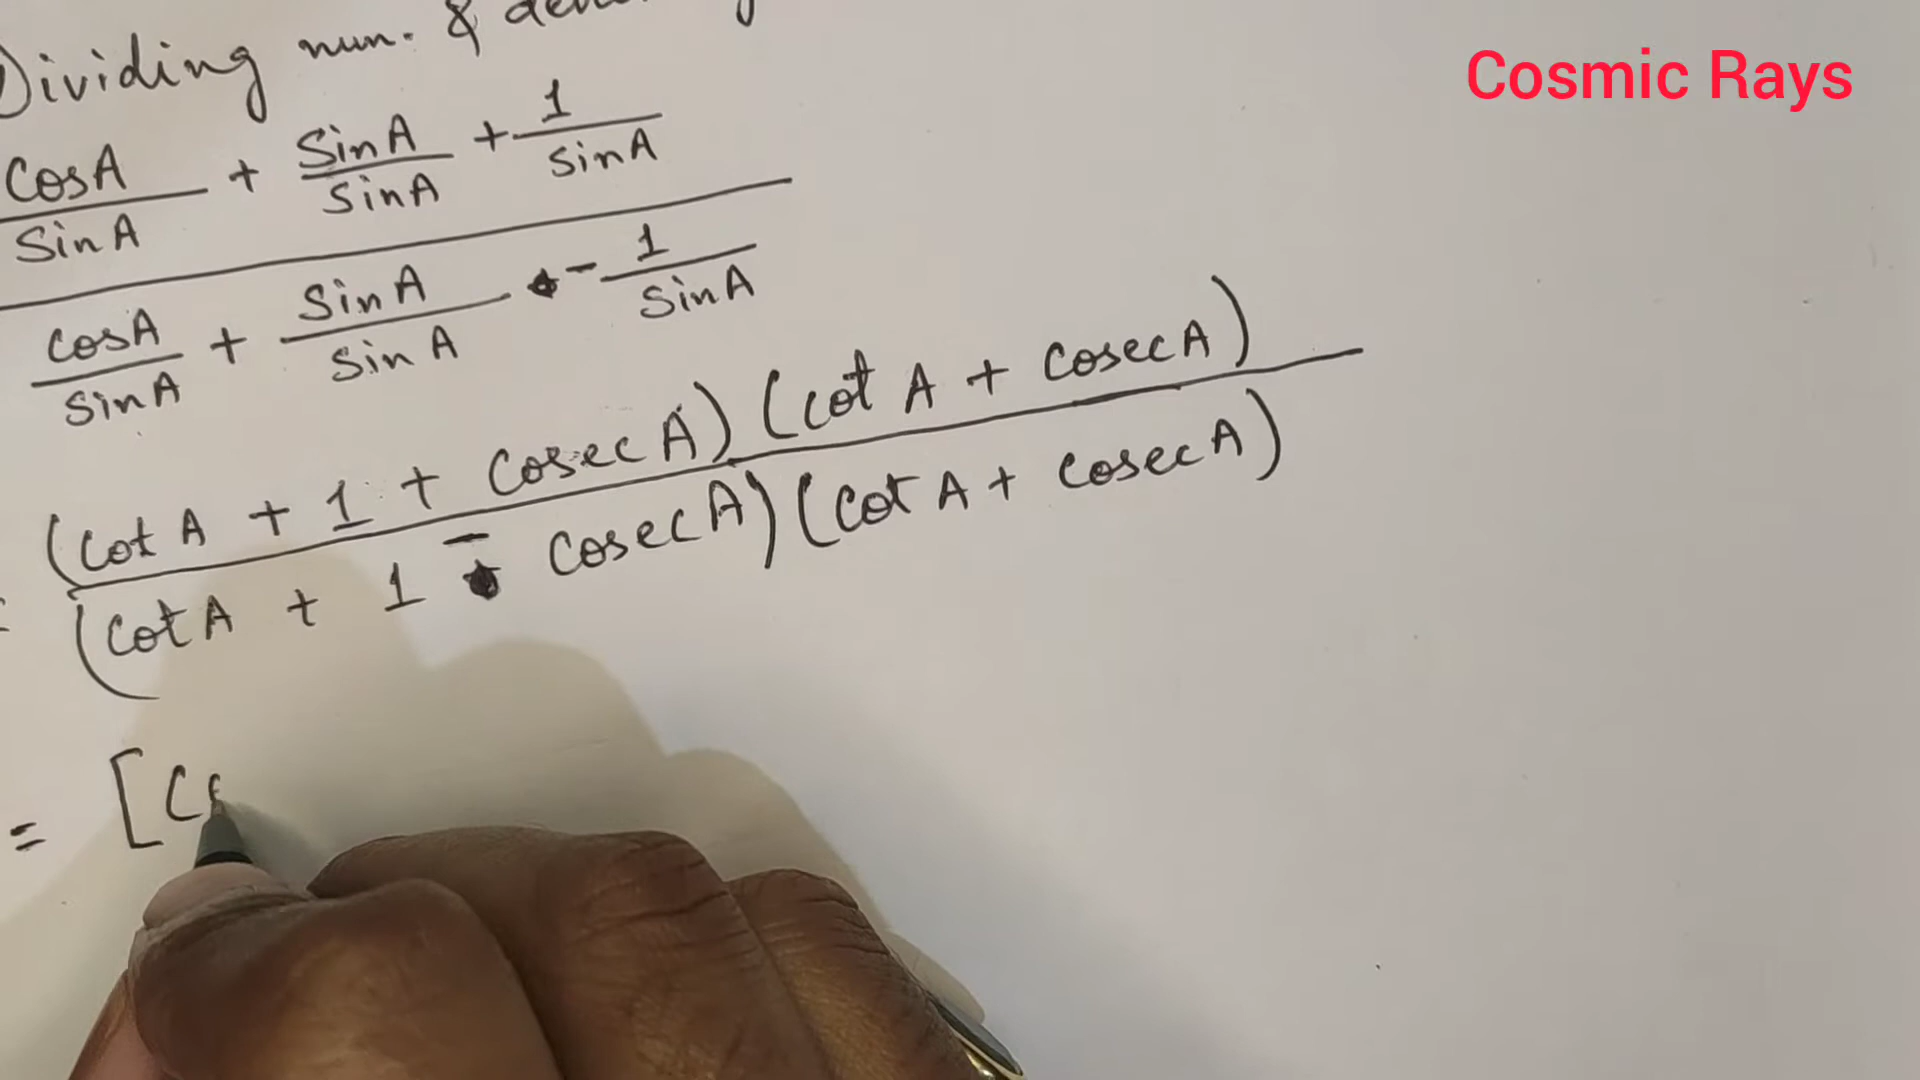 Cosmic Rays
Dividing num. &
CosA/SinA + SinA/SinA + 1/SinA
CosA/SinA + SinA/SinA - 1/SinA
(Cot A + 1 + Cosec A) (Cot A + Cosec A)
(Cot A + 1 - Cosec A) (Cot A + Cosec A)
= [Co